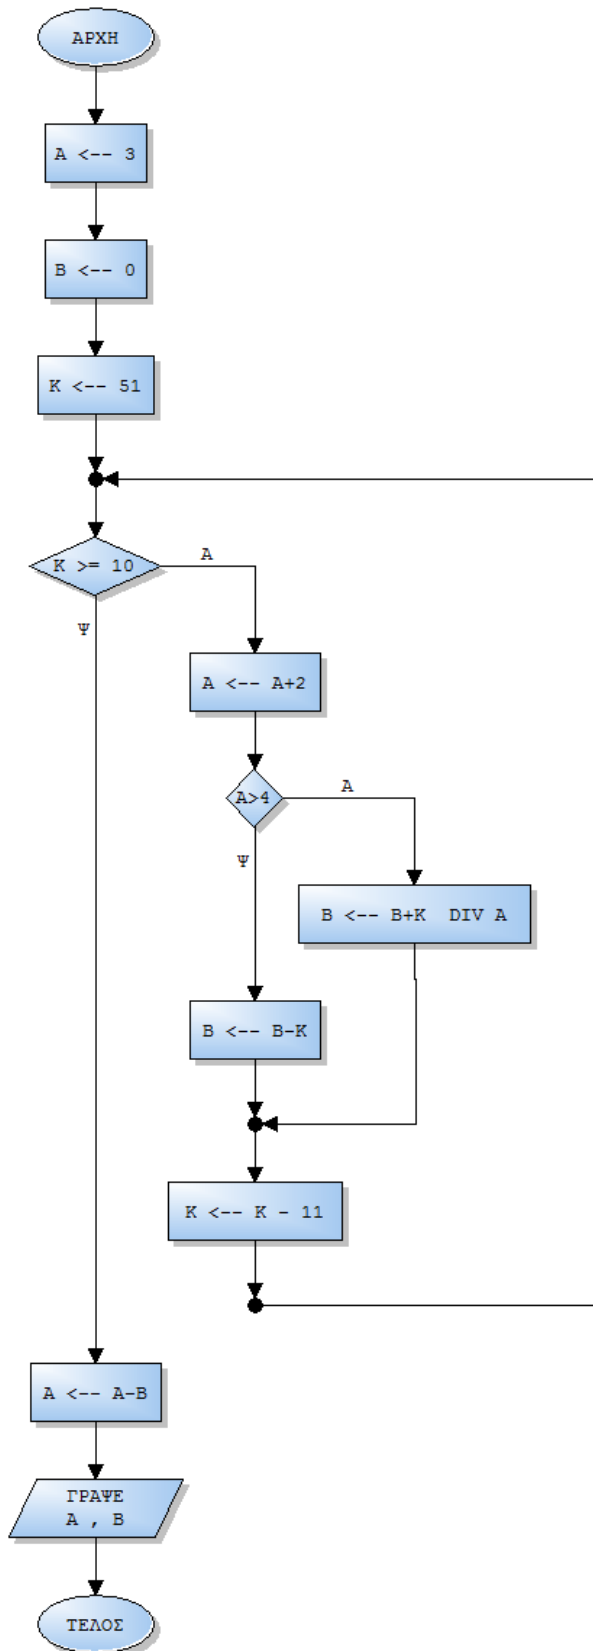 ΑΡΧΗ
Α <-- 3
Β <-- 0
Κ <-- 51
Κ >= 10
Α
Ψ
Α <-- Α+2
Α>4
Α
Ψ
Β <-- Β+Κ  DIV Α
Β <-- Β-Κ
Κ <-- Κ - 11
Α <-- Α-Β
ΓΡΑΨΕ
Α , Β
ΤΕΛΟΣ